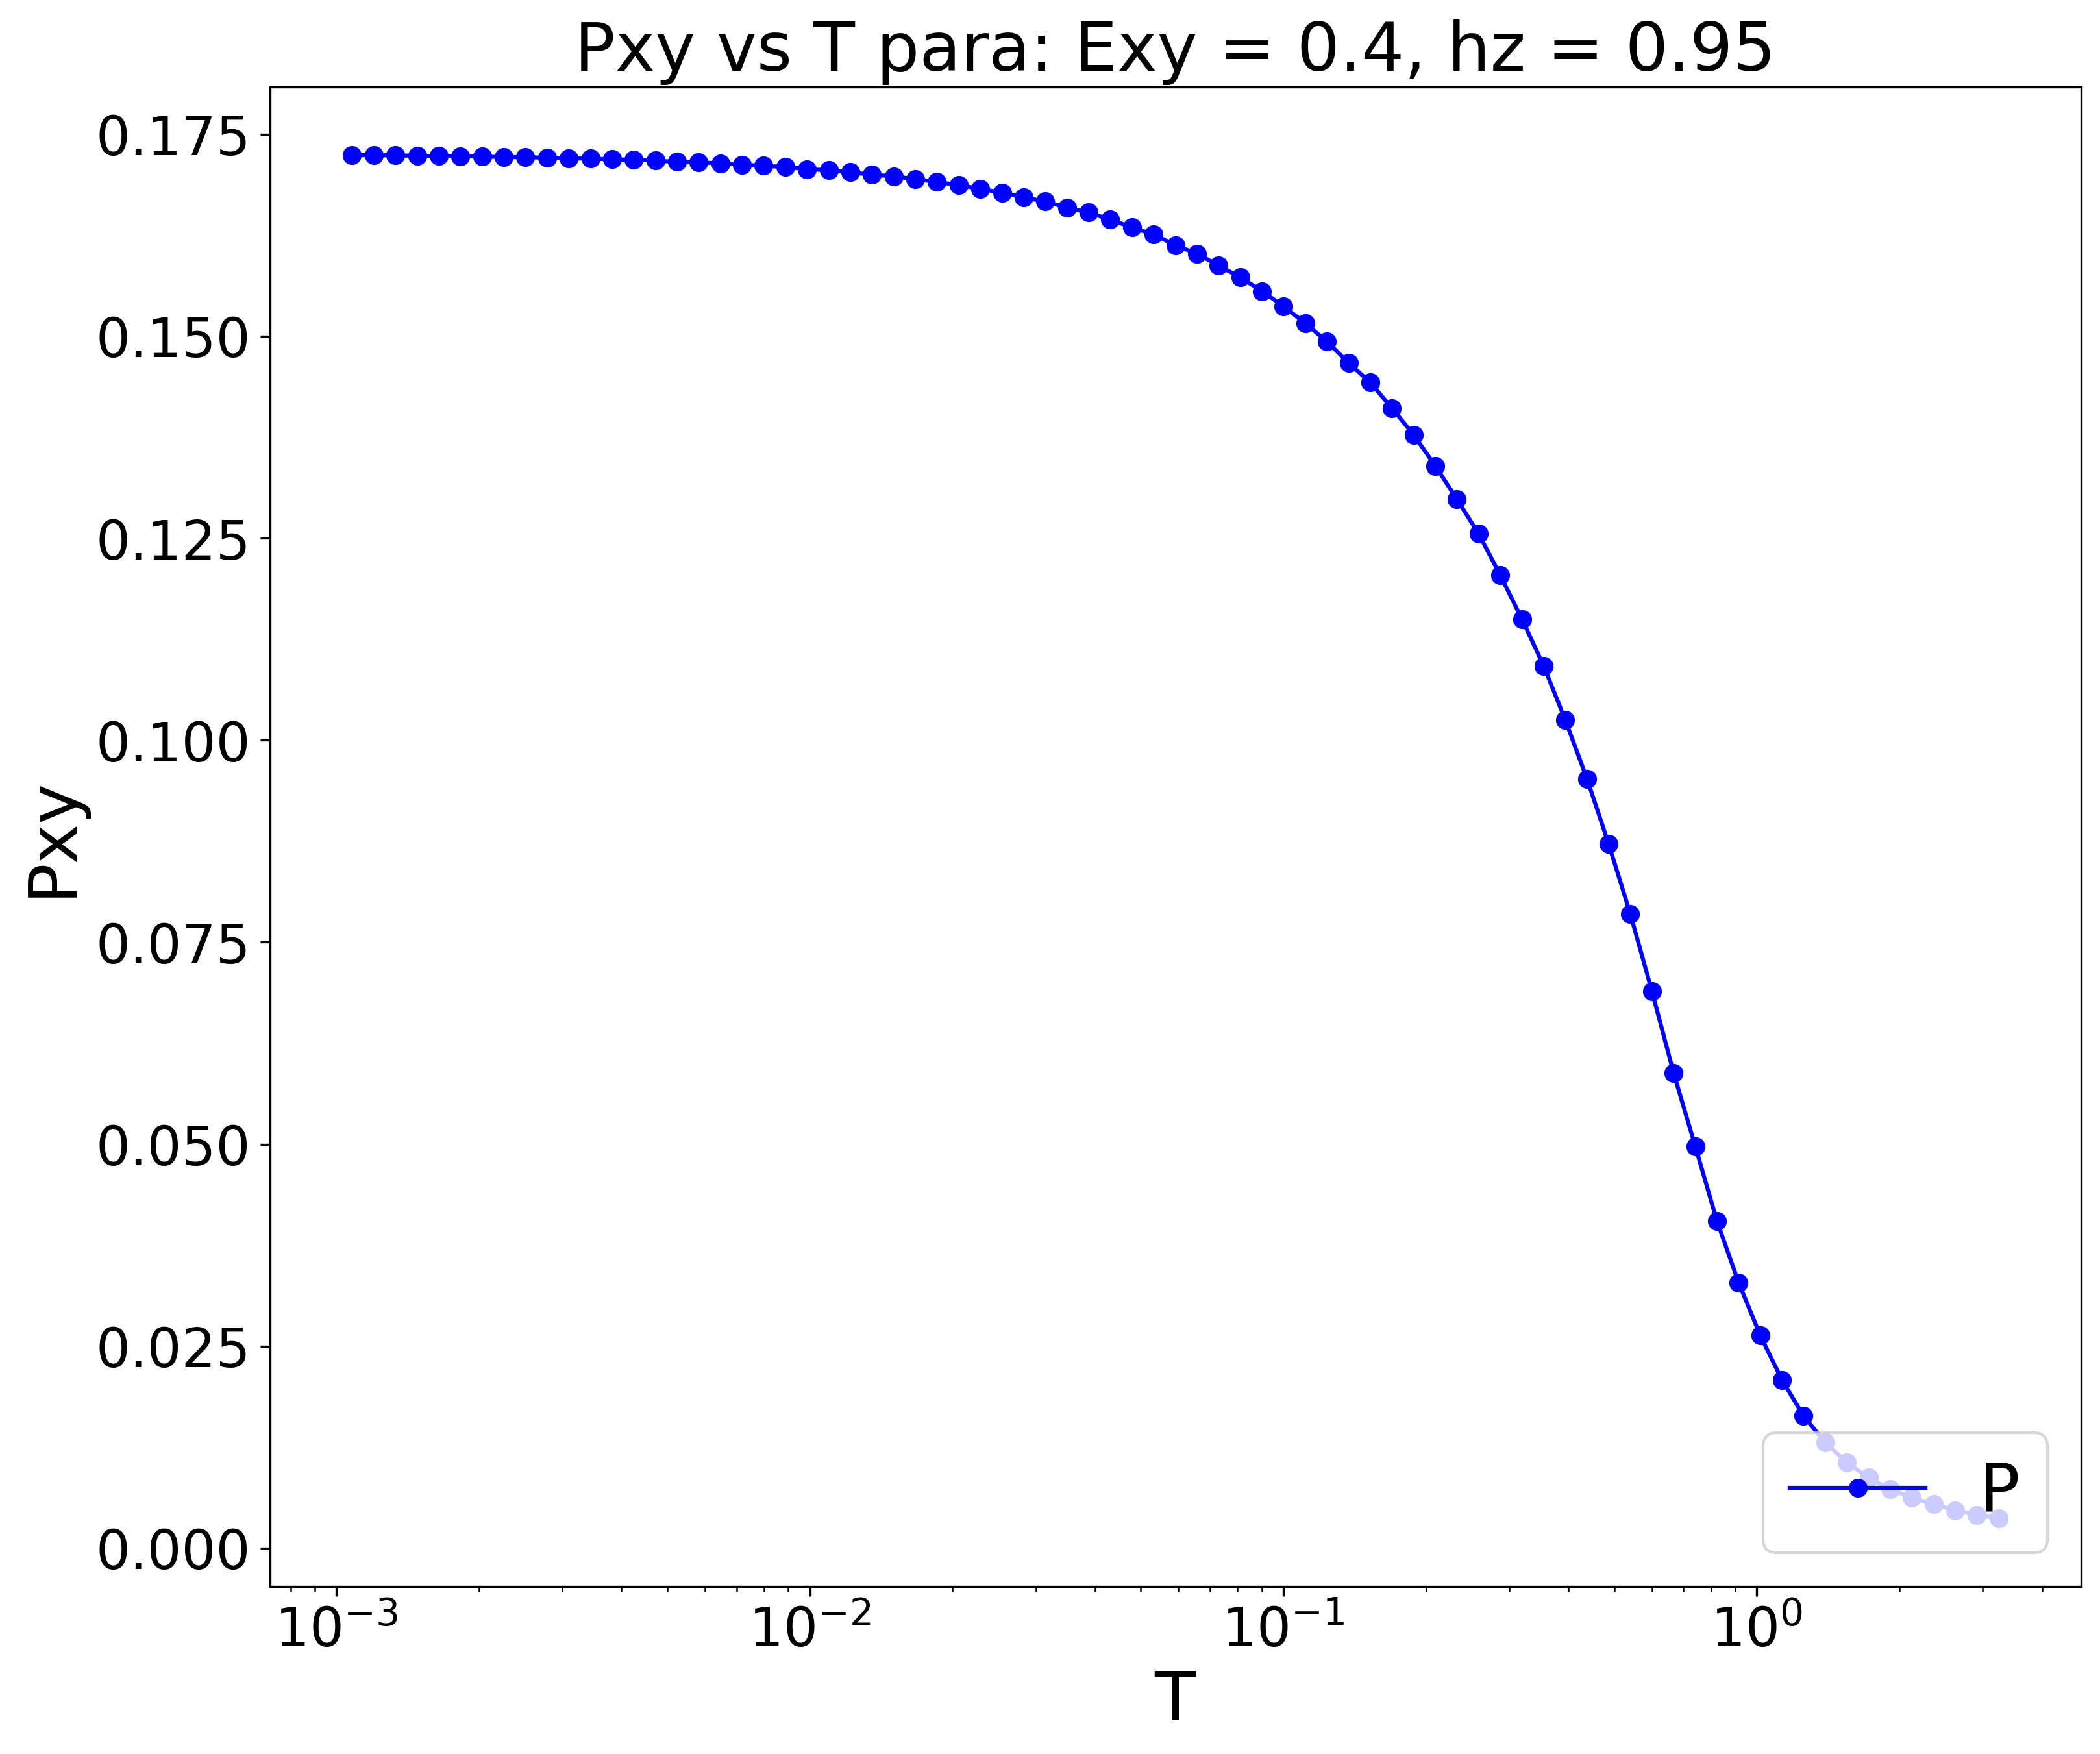 Pxy vs T para: Exy = 0.4, hz = 0.95
0.175
0.150
0.125
0.100
0.075
0.050
0.025
0.000
Pxy
P
10⁻³ 10⁻² 10⁻¹ 10⁰
T